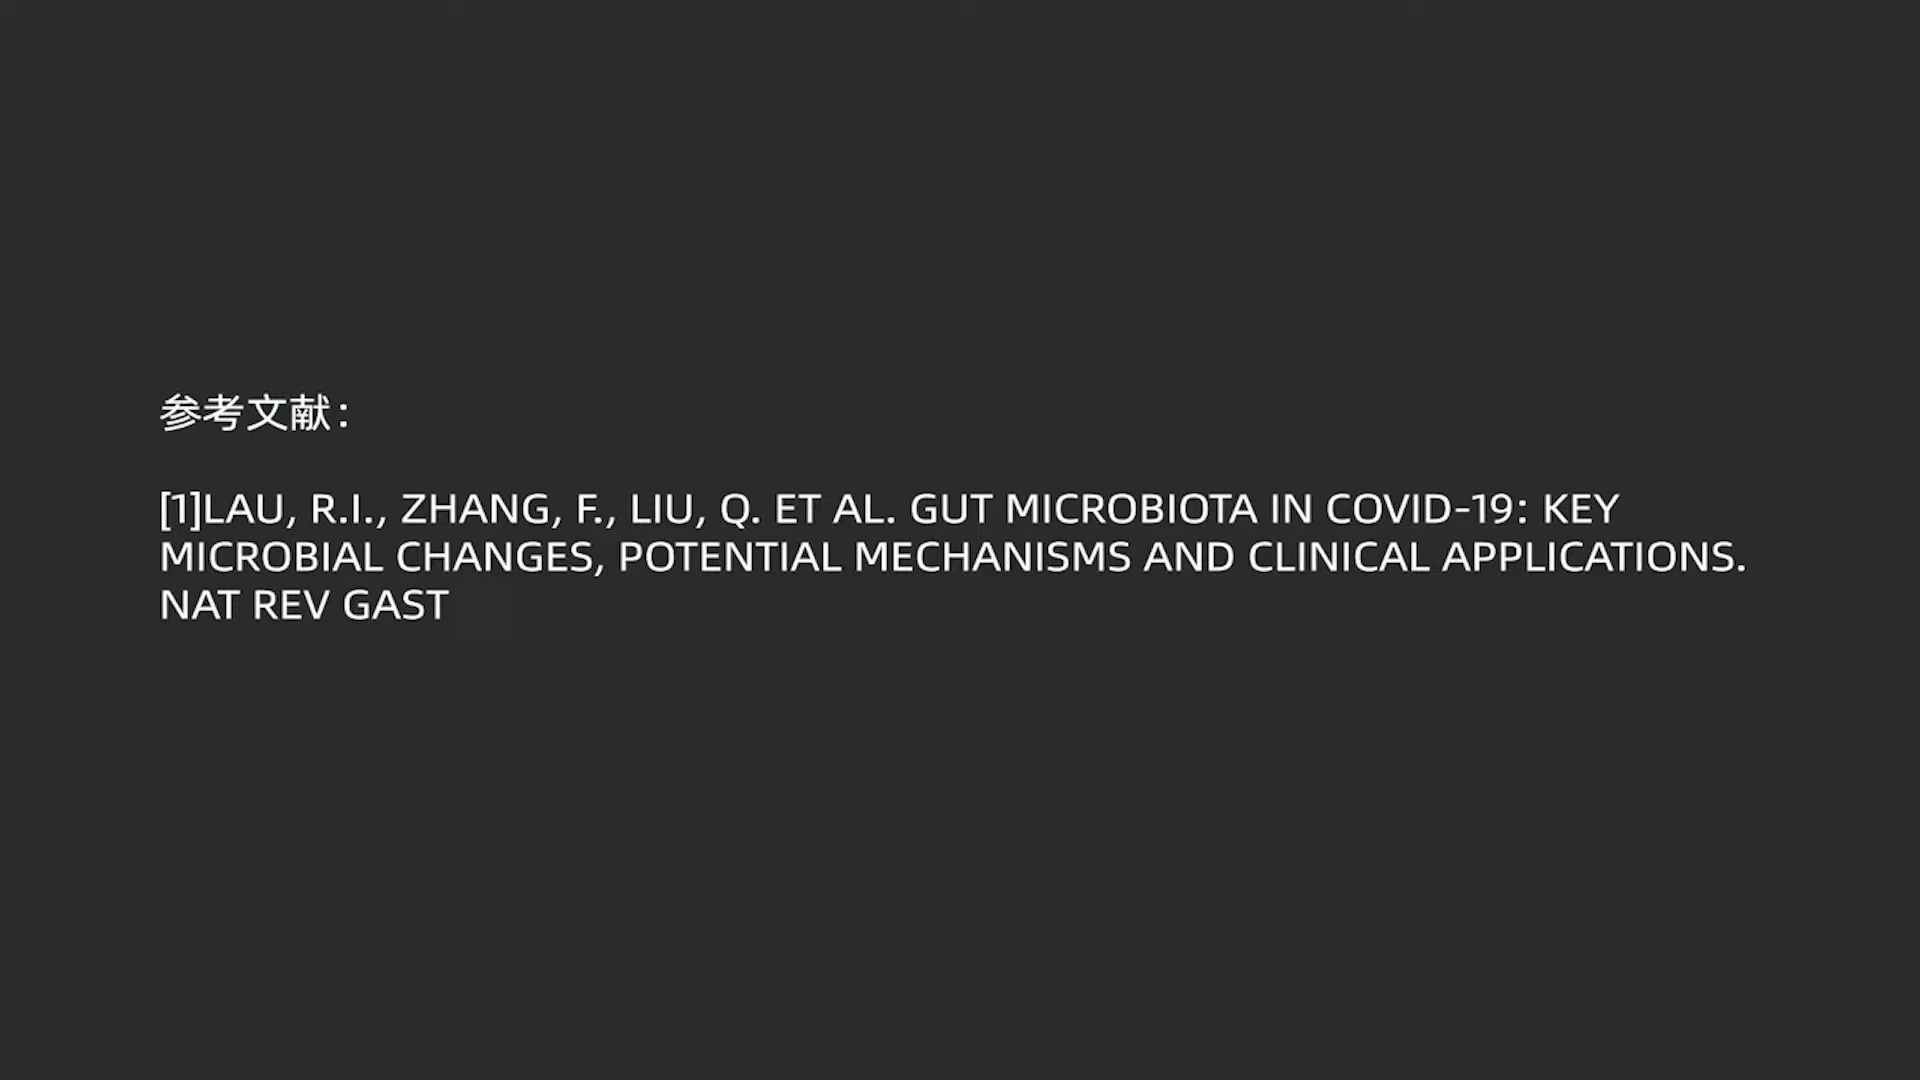 参考文献：
[1]LAU, R.I., ZHANG, F., LIU, Q. ET AL. GUT MICROBIOTA IN COVID-19: KEY
MICROBIAL CHANGES, POTENTIAL MECHANISMS AND CLINICAL APPLICATIONS.
NAT REV GAST